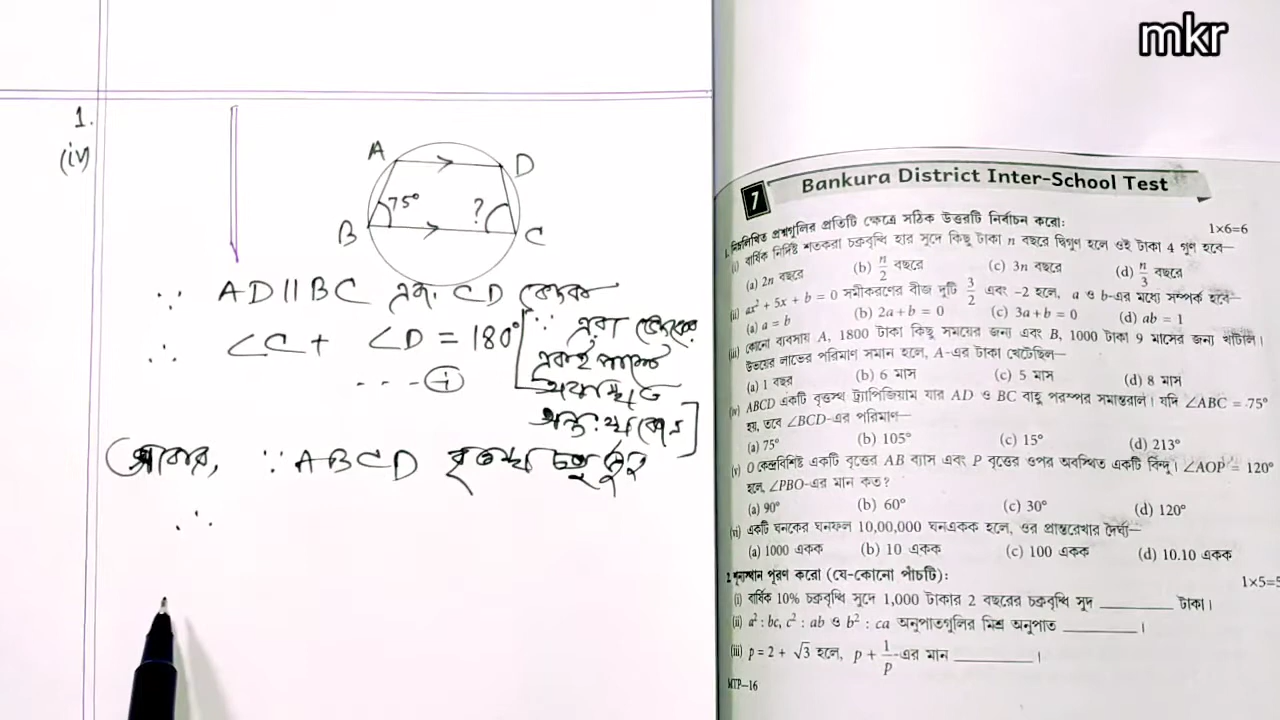 mkr
1.
(iv)
A
D
75°
?
B
C
∵ AD||BC এবং CD ছেদক
∴ ∠C + ∠D = 180° [∵ এরা ছেদকের
একই পার্শ্বে
অবস্থিত
অন্তঃস্থ কোণ]
- - - - (i)
আবার, ∵ ABCD বৃত্তস্থ চতুর্ভুজ
∴
7 Bankura District Inter-School Test
1. নিম্নলিখিত প্রশ্নগুলির প্রতিটি ক্ষেত্রে সঠিক উত্তরটি নির্বাচন করো: 1×6=6
(i) বার্ষিক নির্দিষ্ট শতকরা চক্রবৃদ্ধি হার সুদে কিছু টাকা n বছরে দ্বিগুণ হলে ওই টাকা 4 গুণ হবে—
(a) 2n বছরে (b) n/2 বছরে (c) 3n বছরে (d) n/3 বছরে
(ii) ax² + 5x + b = 0 সমীকরণের বীজ দুটি 3/2 এবং –2 হলে, a ও b-এর মধ্যে সম্পর্ক হবে—
(a) a = b (b) 2a + b = 0 (c) 3a + b = 0 (d) ab = 1
(iii) কোনো ব্যবসায় A, 1800 টাকা কিছু সময়ের জন্য এবং B, 1000 টাকা 9 মাসের জন্য খাটাল।
উভয়ের লাভের পরিমাণ সমান হলে, A-এর টাকা খেটেছিল—
(a) 1 বছর (b) 6 মাস (c) 5 মাস (d) 8 মাস
(iv) ABCD একটি বৃত্তস্থ ট্রাপিজিয়াম যার AD ও BC বাহু পরস্পর সমান্তরাল। যদি ∠ABC = 75°
হয়, তবে ∠BCD-এর পরিমাণ—
(a) 75° (b) 105° (c) 15° (d) 213°
(v) O কেন্দ্রবিশিষ্ট একটি বৃত্তের AB ব্যাস এবং P বৃত্তের ওপর অবস্থিত একটি বিন্দু। ∠AOP = 120°
হলে, ∠PBO-এর মান কত?
(a) 90° (b) 60° (c) 30° (d) 120°
(vi) একটি ঘনকের ঘনফল 10,00,000 ঘনএকক হলে, ওর প্রান্তরেখার দৈর্ঘ্য—
(a) 1000 একক (b) 10 একক (c) 100 একক (d) 10.10 একক
2. শূন্যস্থান পূরণ করো (যে-কোনো পাঁচটি): 1×5=5
(i) বার্ষিক 10% চক্রবৃদ্ধি সুদে 1,000 টাকার 2 বছরের চক্রবৃদ্ধি সুদ ________ টাকা।
(ii) a² : bc, c² : ab ও b² : ca অনুপাতগুলির মিশ্র অনুপাত ________।
(iii) p = 2 + √3 হলে, p + 1/p -এর মান ________।
MTP–16